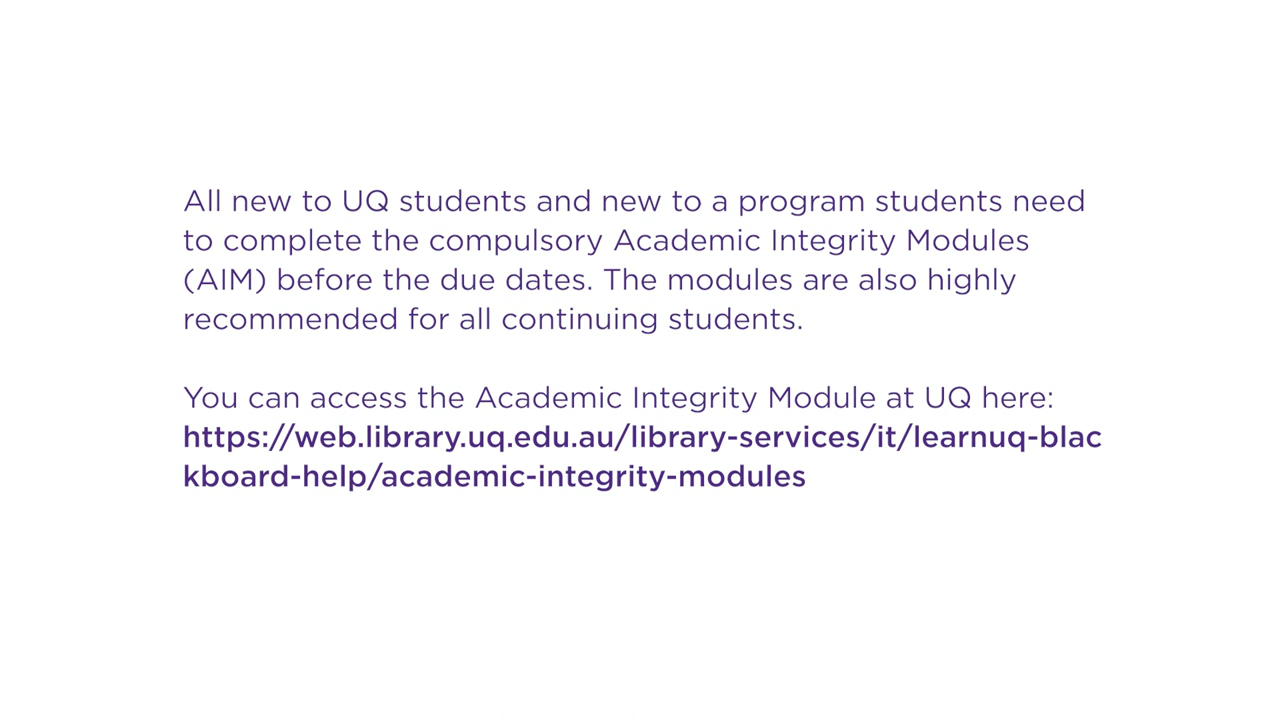 All new to UQ students and new to a program students need
to complete the compulsory Academic Integrity Modules
(AIM) before the due dates. The modules are also highly
recommended for all continuing students.
You can access the Academic Integrity Module at UQ here:
https://web.library.uq.edu.au/library-services/it/learnuq-blac
kboard-help/academic-integrity-modules